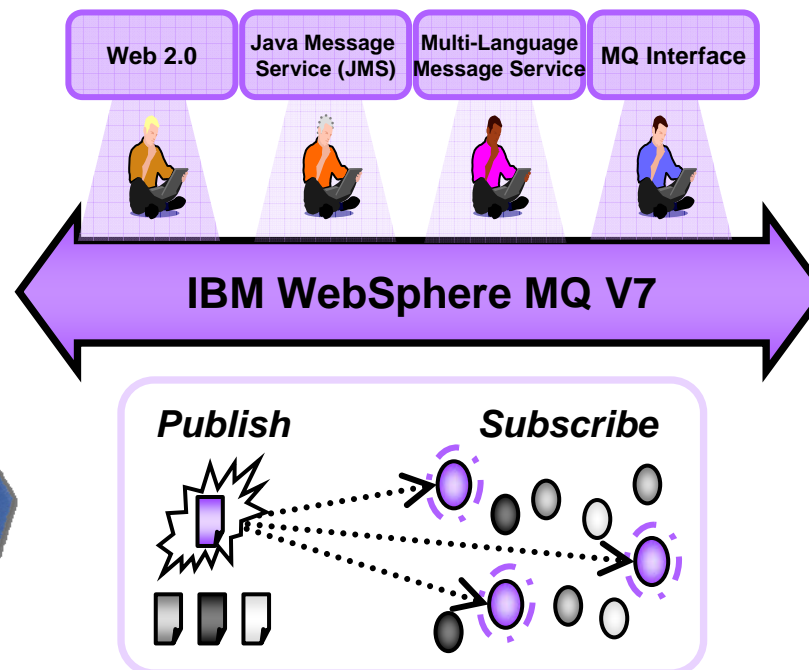 Web 2.0
Java Message
Service (JMS)
Multi-Language
Message Service
MQ Interface
IBM WebSphere MQ V7
Publish
Subscribe